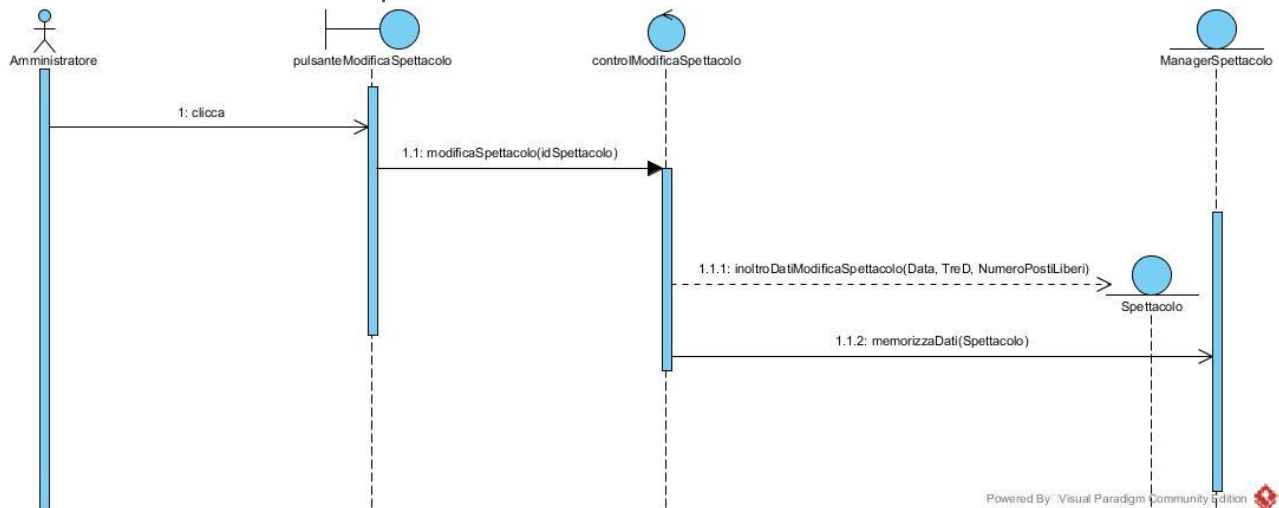 Amministratore
pulsanteModificaSpettacolo
controlModificaSpettacolo
ManagerSpettacolo
1: clicca
1.1: modificaSpettacolo(idSpettacolo)
1.1.1: inoltroDatiModificaSpettacolo(Data, TreD, NumeroPostiLiberi)
Spettacolo
1.1.2: memorizzaDati(Spettacolo)
Powered By Visual Paradigm Community Edition